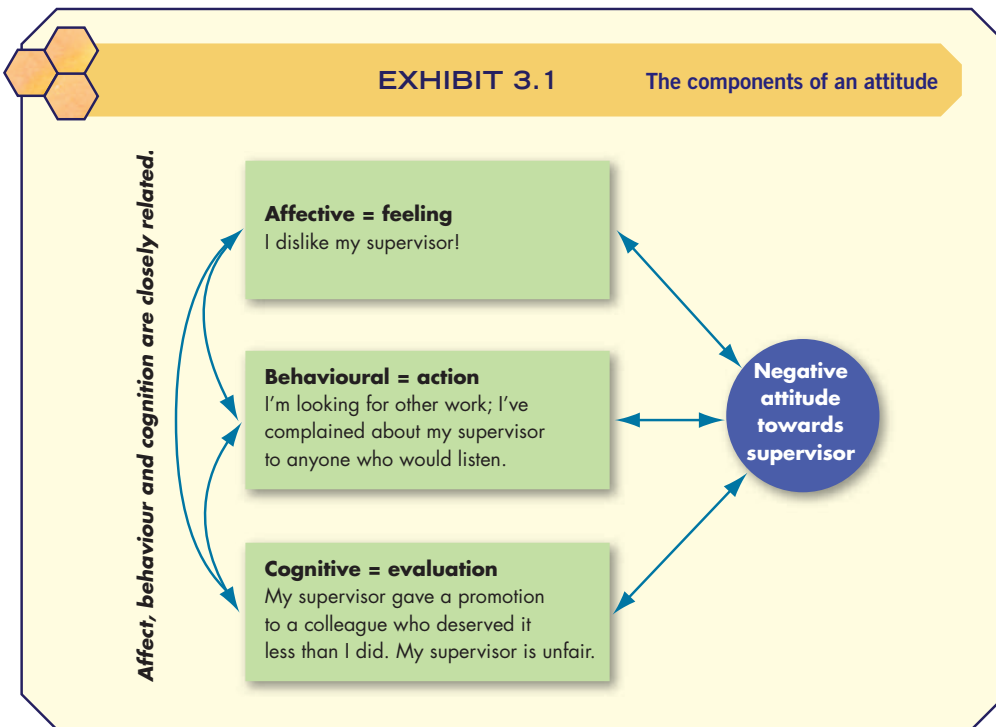 EXHIBIT 3.1
The components of an attitude
Affect, behaviour and cognition are closely related.
Affective = feeling
I dislike my supervisor!
Behavioural = action
I'm looking for other work; I've
complained about my supervisor
to anyone who would listen.
Cognitive = evaluation
My supervisor gave a promotion
to a colleague who deserved it
less than I did. My supervisor is unfair.
Negative
attitude
towards
supervisor